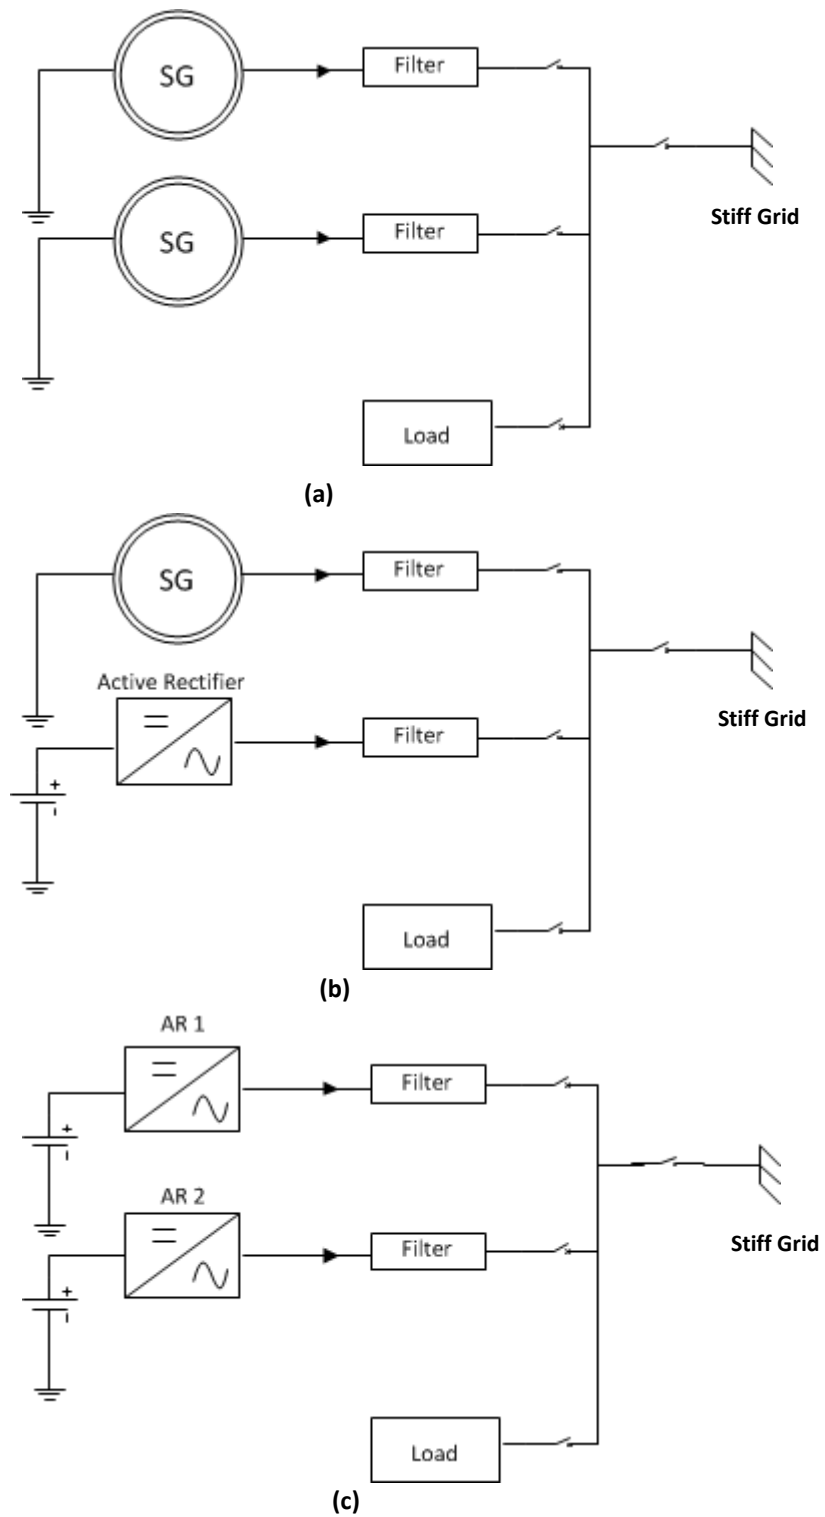 SG
Filter
Stiff Grid
SG
Filter
Load
(a)
SG
Filter
Active Rectifier
Stiff Grid
Filter
+
-
Load
(b)
AR 1
Filter
+
-
AR 2
Stiff Grid
Filter
+
-
Load
(c)